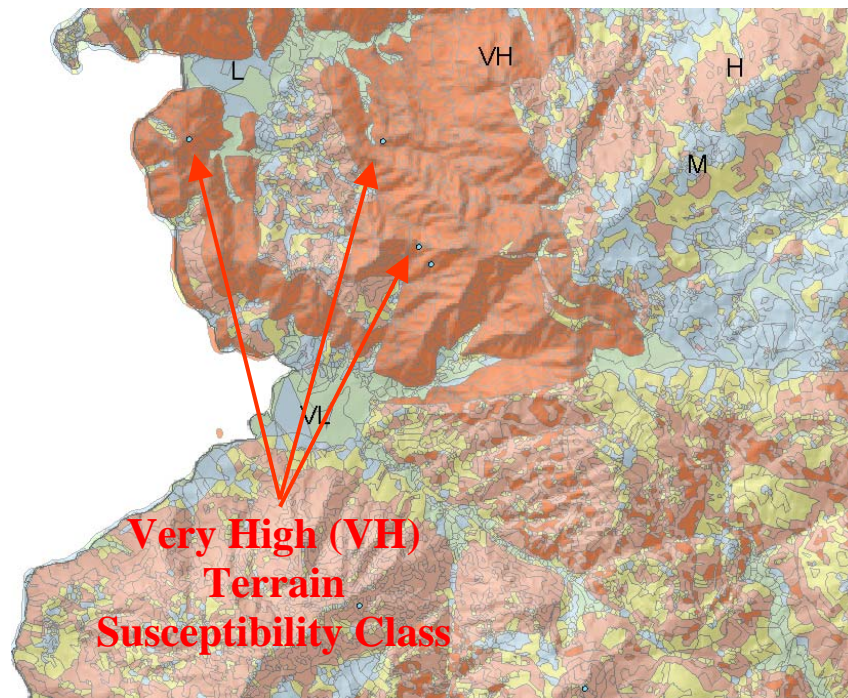 VH
H
L
M
VL
Very High (VH)
Terrain
Susceptibility Class